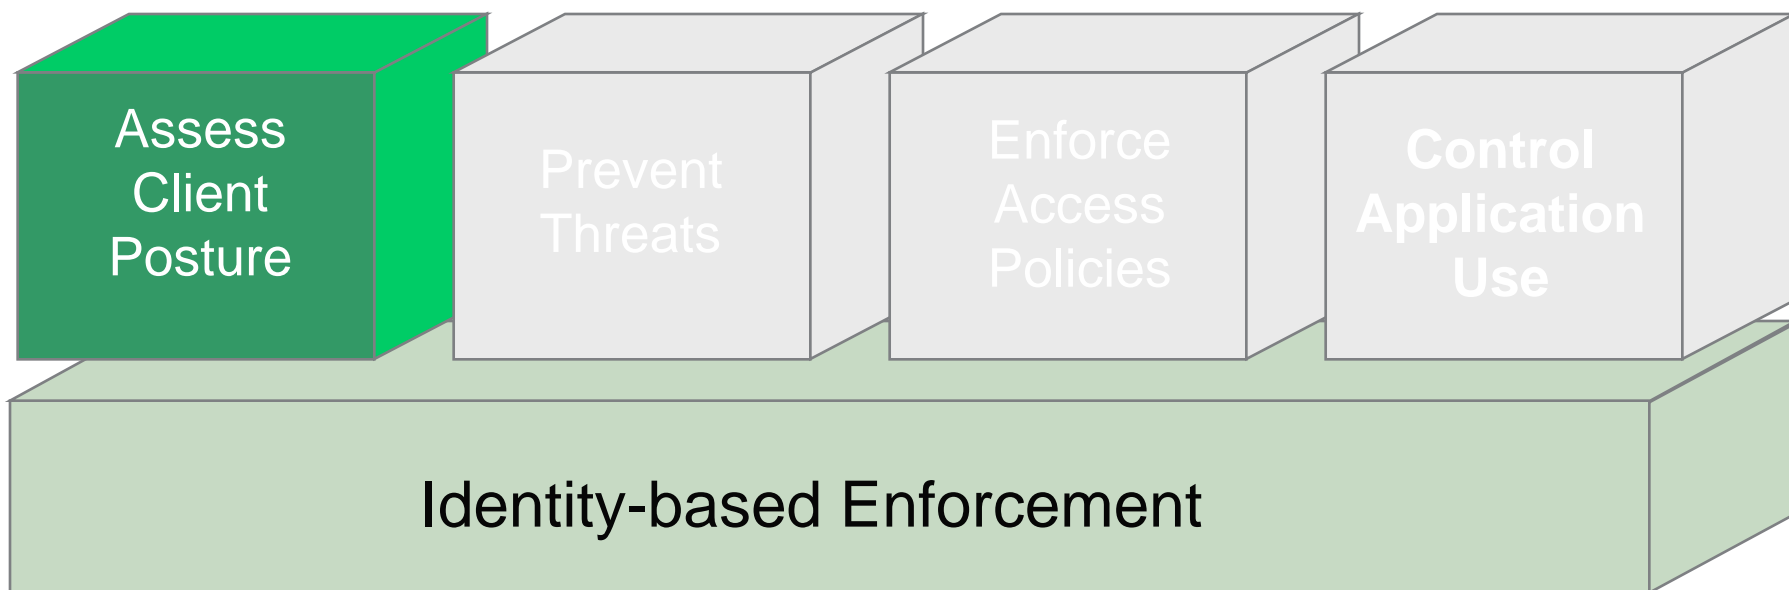 Assess
Client
Posture
Prevent
Threats
Enforce
Access
Policies
Control
Application
Use
Identity-based Enforcement